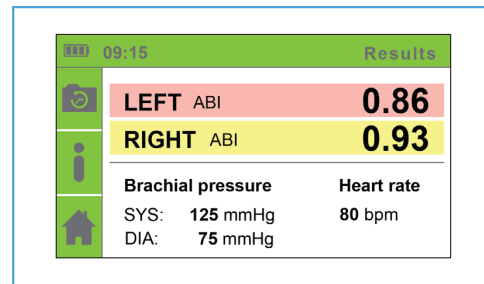 09:15 Results
LEFT ABI 0.86
RIGHT ABI 0.93
Brachial pressure Heart rate
SYS: 125 mmHg 80 bpm
DIA: 75 mmHg